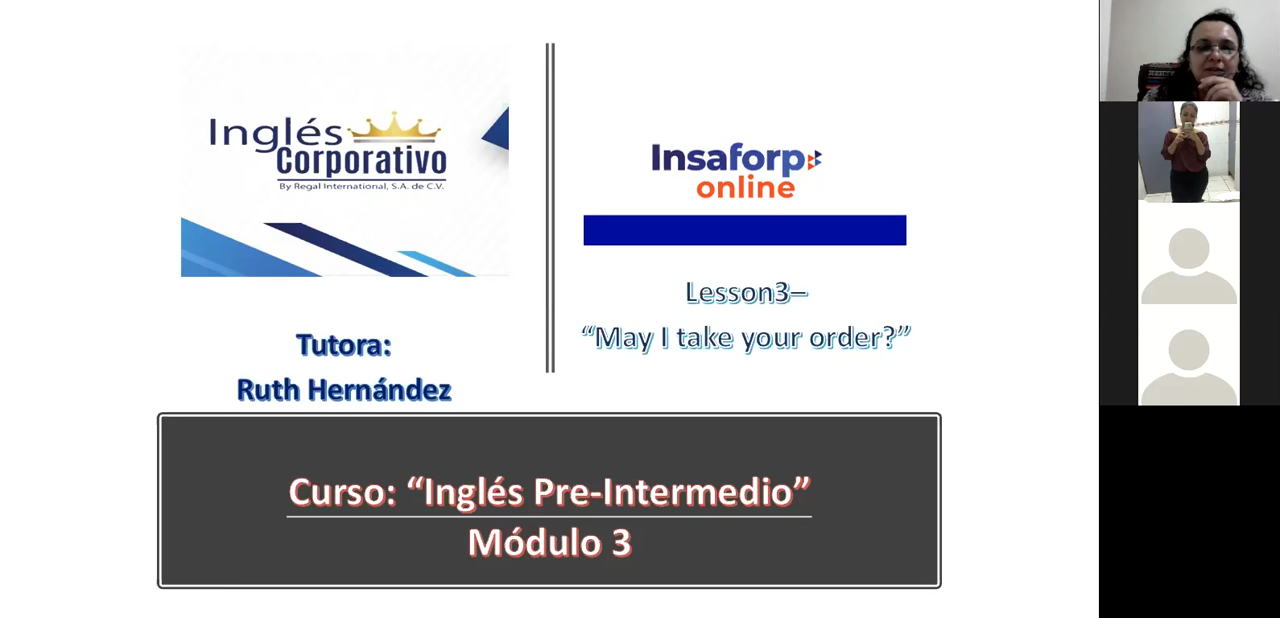 Inglés
Corporativo
By Regal International, S.A. de C.V.
Tutora:
Ruth Hernández
Insaforp
online
Lesson3–
“May I take your order?”
Curso: “Inglés Pre-Intermedio”
Módulo 3